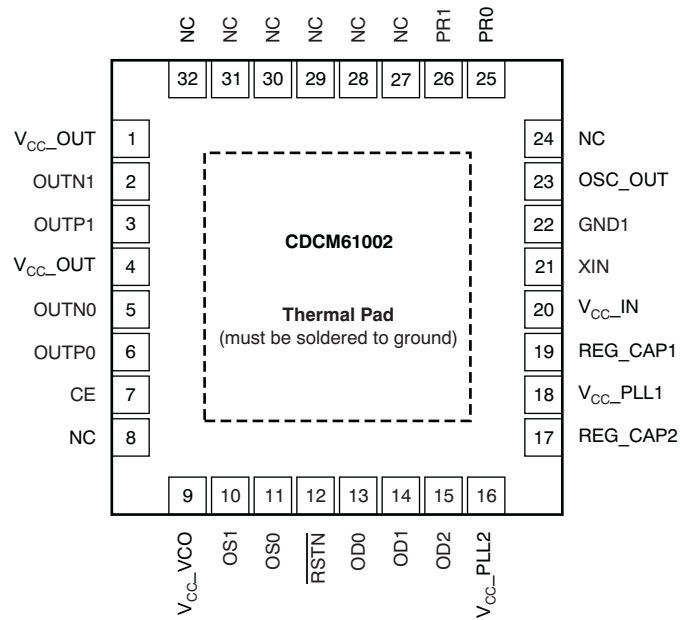 NC NC NC NC NC NC PR1 PR0
32 31 30 29 28 27 26 25
V_CC_OUT 1
OUTN1 2
OUTP1 3
V_CC_OUT 4
OUTN0 5
OUTP0 6
CE 7
NC 8
CDCM61002
Thermal Pad
(must be soldered to ground)
24 NC
23 OSC_OUT
22 GND1
21 XIN
20 V_CC_IN
19 REG_CAP1
18 V_CC_PLL1
17 REG_CAP2
9 10 11 12 13 14 15 16
V_CC_VCO OS1 OS0 RSTN OD0 OD1 OD2 V_CC_PLL2